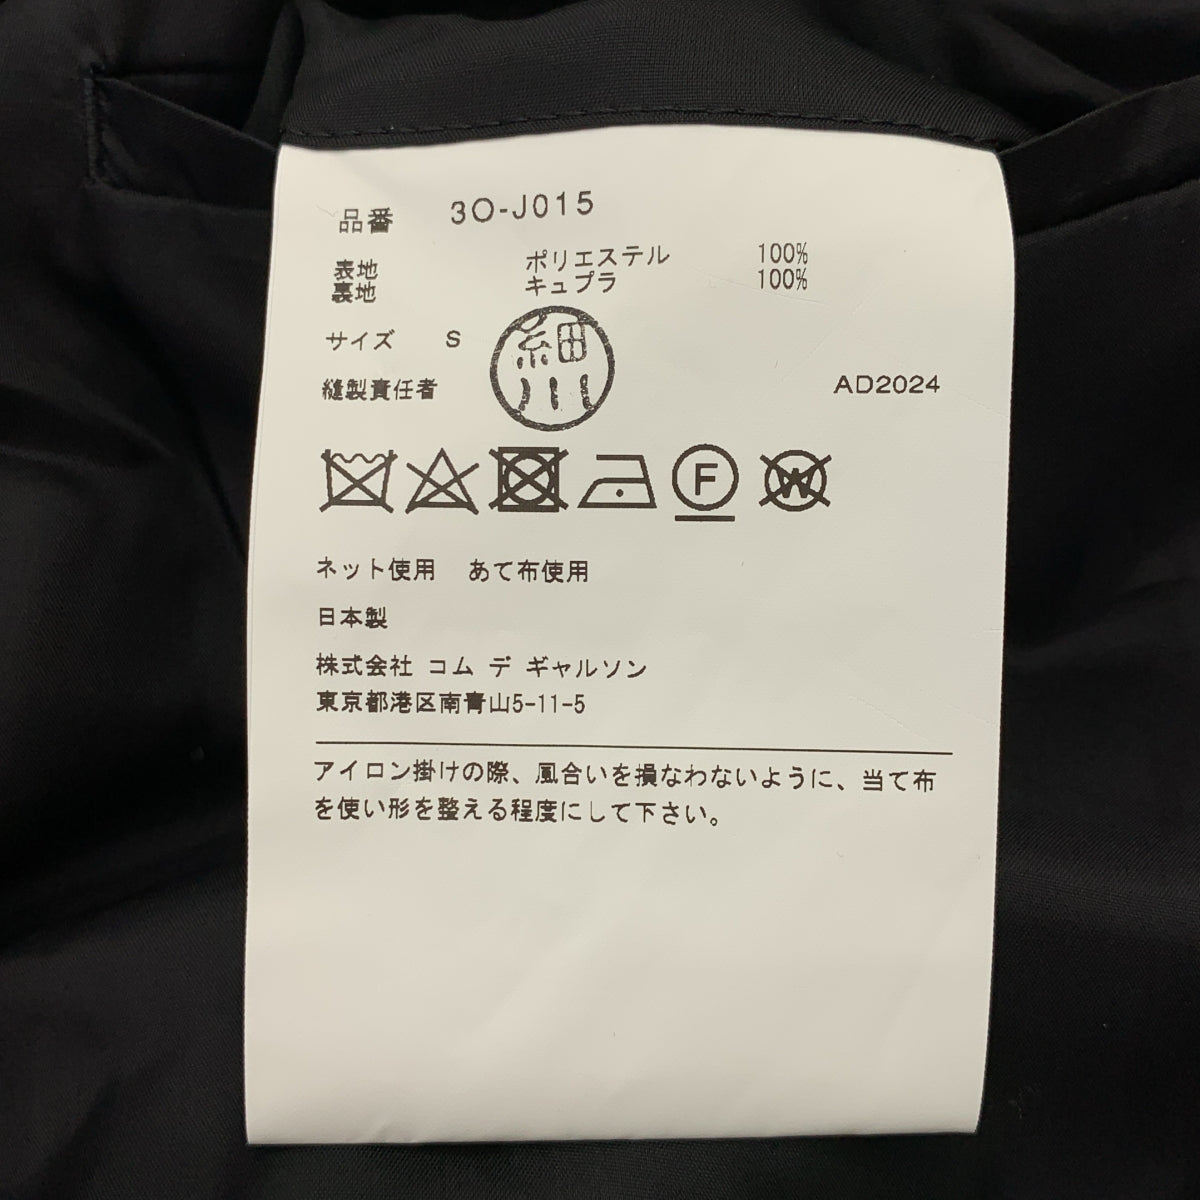 品番 3O-J015
表地 ポリエステル 100%
裏地 キュプラ 100%
サイズ S
細川
縫製責任者 AD2024
F W
ネット使用 あて布使用
日本製
株式会社 コム デ ギャルソン
東京都港区南青山5-11-5
アイロン掛けの際、風合いを損なわないように、当て布
を使い形を整える程度にして下さい。